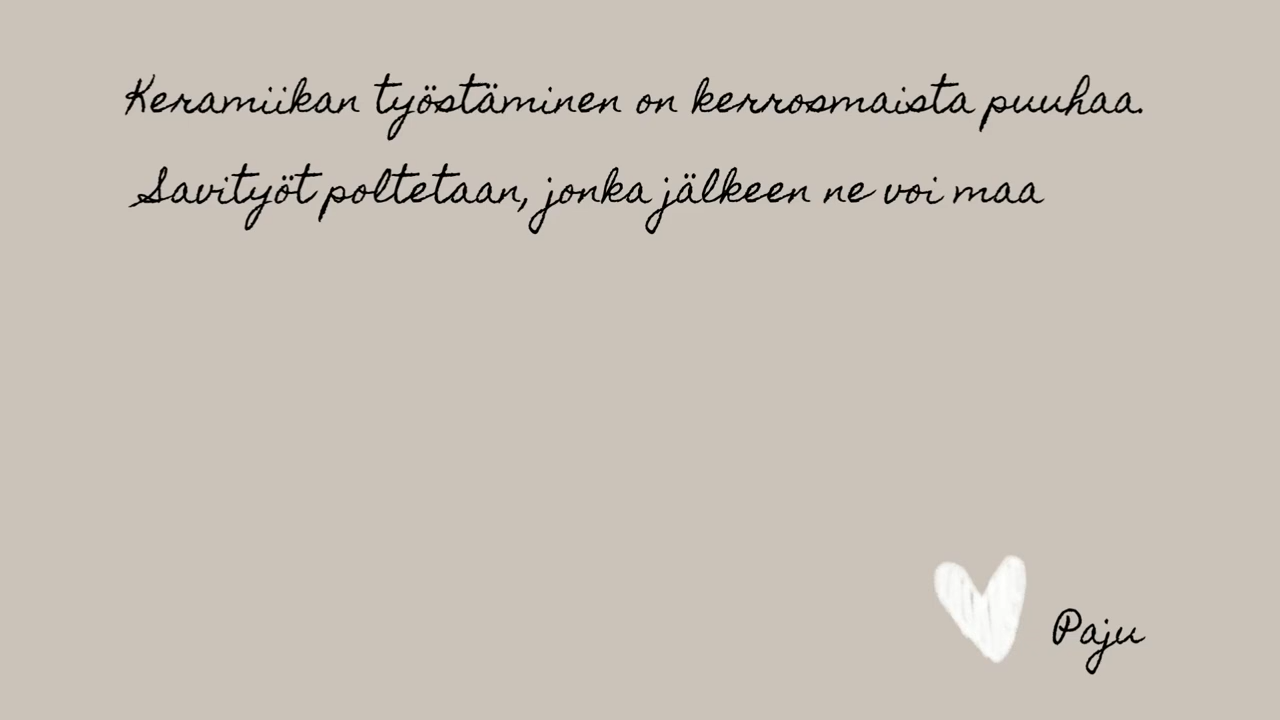 Keramiikan työstäminen on kerrosmaista puuhaa.
Savityöt poltetaan, jonka jälkeen ne voi maa
Paju